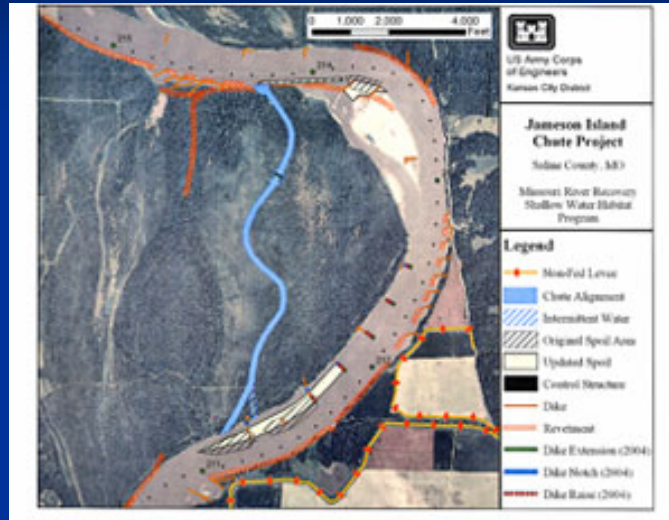 0 1,000 2,000 4,000
Feet
US Army Corps
of Engineers
Kansas City District
Jameson Island
Chute Project
Saline County, MO
Missouri River Recovery
Shallow Water Habitat
Program
Legend
Non-Fed Levee
Chute Alignment
Intermittent Water
Original Spoil Area
Updated Spoil
Control Structure
Dike
Revetment
Dike Extension (2004)
Dike Notch (2004)
Dike Raise (2004)